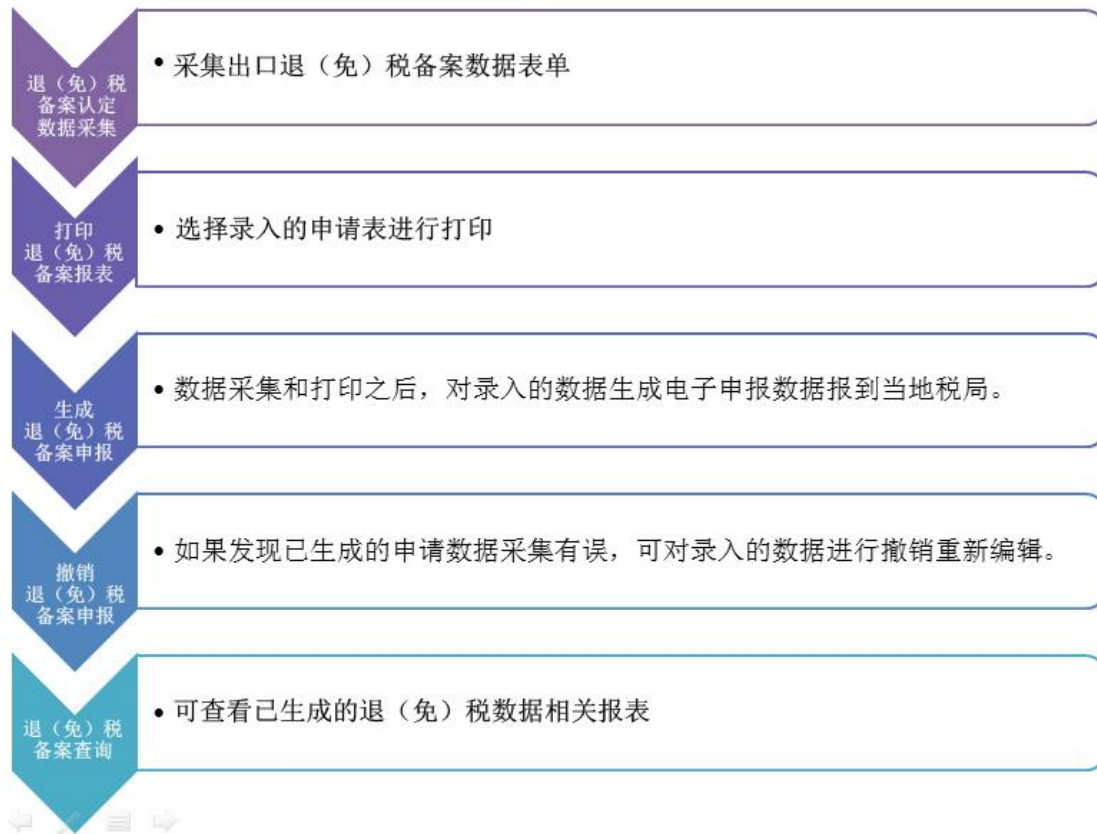 退（免）税
备案认定
数据采集
• 采集出口退（免）税备案数据表单
打印
退（免）税
备案报表
• 选择录入的申请表进行打印
生成
退（免）税
备案申报
• 数据采集和打印之后，对录入的数据生成电子申报数据报到当地税局。
撤销
退（免）税
备案申报
• 如果发现已生成的申请数据采集有误，可对录入的数据进行撤销重新编辑。
退（免）税
备案查询
• 可查看已生成的退（免）税数据相关报表